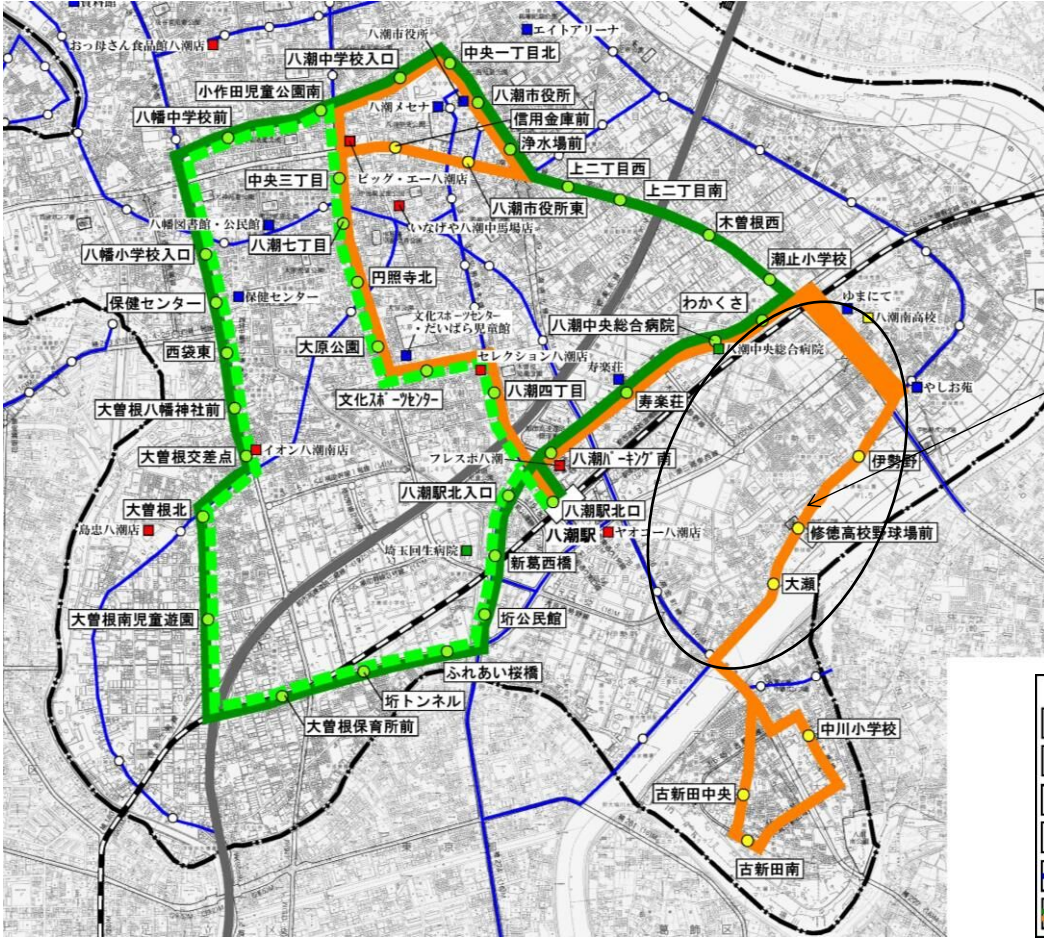 資料館
おっ母さん食品館八潮店
エイトアリーナ
八潮市役所
八潮中学校入口
中央一丁目北
小作田児童公園南
八潮メセナ
八潮市役所
八幡中学校前
信用金庫前
浄水場前
中央三丁目
ビッグ・エー八潮店
上二丁目西
八潮市役所東
上二丁目南
八幡図書館・公民館
いなげや八潮中馬場店
木曽根西
八潮七丁目
八幡小学校入口
潮止小学校
円照寺北
保健センター
保健センター
わかくさ
ゆまにて
八潮南高校
文化スポーツセンター
・だいばら児童館
八潮中央総合病院
八潮中央総合病院
西袋東
大原公園
セレクション八潮店
寿楽荘
やしお苑
文化スポーツセンター
八潮四丁目
寿楽荘
大曽根八幡神社前
大曽根交差点
イオン八潮南店
フレスポ八潮
八潮パーキング南
伊勢野
八潮駅北入口
大曽根北
八潮駅北口
島忠八潮店
八潮駅
ヤオコー八潮店
修徳高校野球場前
埼玉回生病院
新葛西橋
大瀬
大曽根南児童遊園
圷公民館
ふれあい桜橋
圷トンネル
大曽根保育所前
中川小学校
古新田中央
古新田南